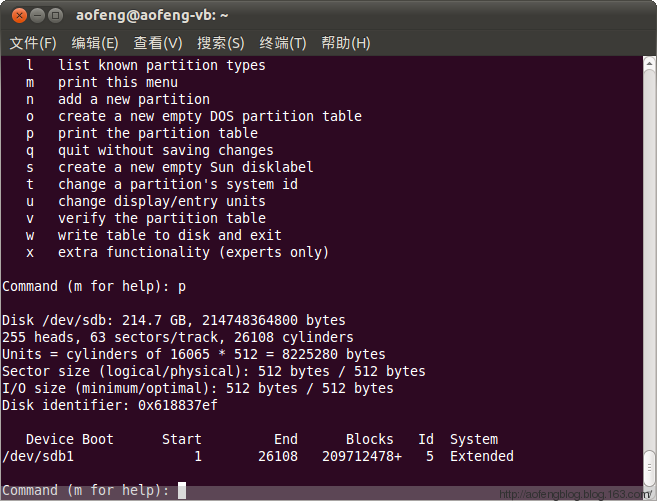 aofeng@aofeng-vb: ~
文件(F) 编辑(E) 查看(V) 搜索(S) 终端(T) 帮助(H)
l   list known partition types
m   print this menu
n   add a new partition
o   create a new empty DOS partition table
p   print the partition table
q   quit without saving changes
s   create a new empty Sun disklabel
t   change a partition's system id
u   change display/entry units
v   verify the partition table
w   write table to disk and exit
x   extra functionality (experts only)
Command (m for help): p
Disk /dev/sdb: 214.7 GB, 214748364800 bytes
255 heads, 63 sectors/track, 26108 cylinders
Units = cylinders of 16065 * 512 = 8225280 bytes
Sector size (logical/physical): 512 bytes / 512 bytes
I/O size (minimum/optimal): 512 bytes / 512 bytes
Disk identifier: 0x618837ef
Device Boot      Start         End      Blocks   Id  System
/dev/sdb1               1       26108   209712478+   5  Extended
Command (m for help):
http://aofengblog.blog.163.com/